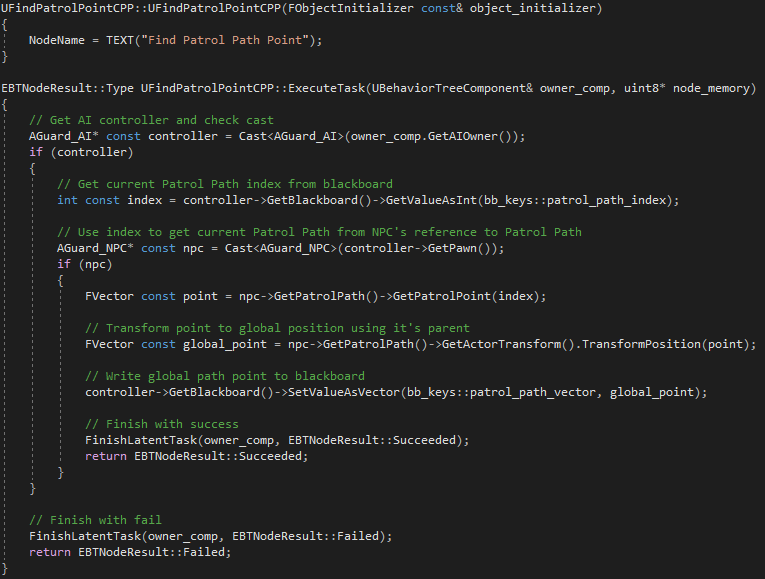 UFindPatrolPointCPP::UFindPatrolPointCPP(FObjectInitializer const& object_initializer)
{
    NodeName = TEXT("Find Patrol Path Point");
}

EBTNodeResult::Type UFindPatrolPointCPP::ExecuteTask(UBehaviorTreeComponent& owner_comp, uint8* node_memory)
{
    // Get AI controller and check cast
    AGuard_AI* const controller = Cast<AGuard_AI>(owner_comp.GetAIOwner());
    if (controller)
    {
        // Get current Patrol Path index from blackboard
        int const index = controller->GetBlackboard()->GetValueAsInt(bb_keys::patrol_path_index);

        // Use index to get current Patrol Path from NPC's reference to Patrol Path
        AGuard_NPC* const npc = Cast<AGuard_NPC>(controller->GetPawn());
        if (npc)
        {
            FVector const point = npc->GetPatrolPath()->GetPatrolPoint(index);

            // Transform point to global position using it's parent
            FVector const global_point = npc->GetPatrolPath()->GetActorTransform().TransformPosition(point);

            // Write global path point to blackboard
            controller->GetBlackboard()->SetValueAsVector(bb_keys::patrol_path_vector, global_point);

            // Finish with success
            FinishLatentTask(owner_comp, EBTNodeResult::Succeeded);
            return EBTNodeResult::Succeeded;
        }
    }

    // Finish with fail
    FinishLatentTask(owner_comp, EBTNodeResult::Failed);
    return EBTNodeResult::Failed;
}